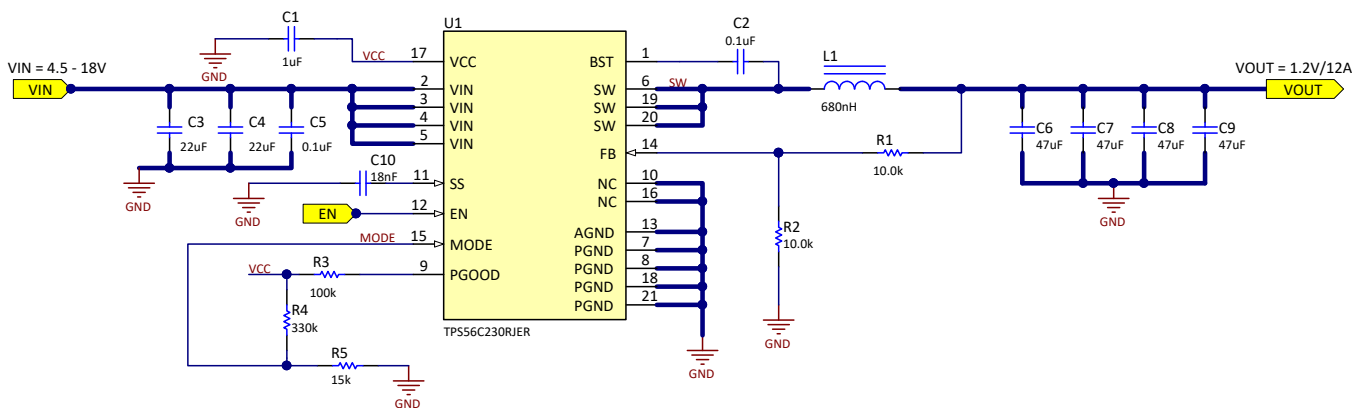 C1
1uF
GND
VCC
VIN = 4.5 - 18V
VIN
C3
22uF
C4
22uF
C5
0.1uF
GND
C10
18nF
GND
EN
MODE
VCC
R3
100k
R4
330k
R5
15k
GND
U1
17
VCC
2
VIN
3
VIN
4
VIN
5
VIN
11
SS
12
EN
15
MODE
9
PGOOD
BST
1
SW
6
SW
19
SW
20
FB
14
NC
10
NC
16
AGND
13
PGND
7
PGND
8
PGND
18
PGND
21
TPS56C230RJER
C2
0.1uF
SW
L1
680nH
R1
10.0k
R2
10.0k
GND
GND
VOUT = 1.2V/12A
VOUT
C6
47uF
C7
47uF
C8
47uF
C9
47uF
GND